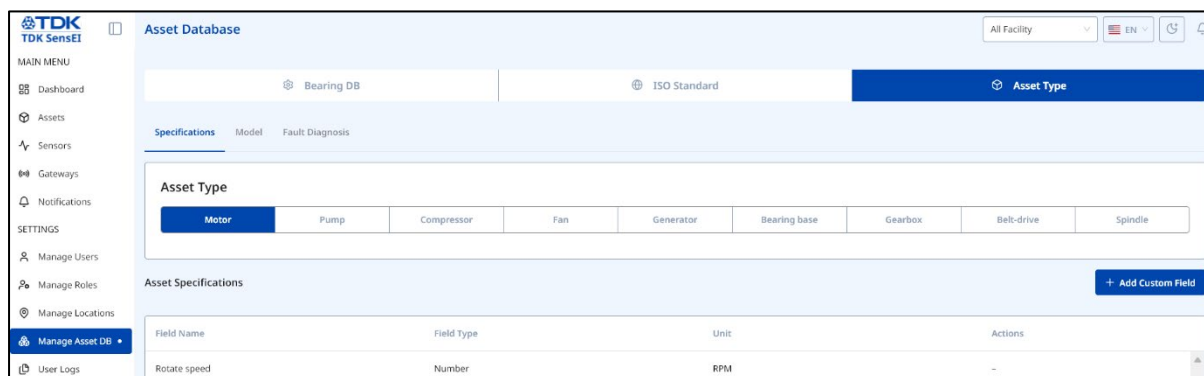 TDK
TDK SensEI
Asset Database
All Facility
EN
MAIN MENU
Dashboard
Assets
Sensors
Gateways
Notifications
SETTINGS
Manage Users
Manage Roles
Manage Locations
Manage Asset DB
User Logs
Bearing DB
ISO Standard
Asset Type
Specifications Model Fault Diagnosis
Asset Type
Motor Pump Compressor Fan Generator Bearing base Gearbox Belt-drive Spindle
Asset Specifications
+ Add Custom Field
Field Name Field Type Unit Actions
Rotate speed Number RPM -